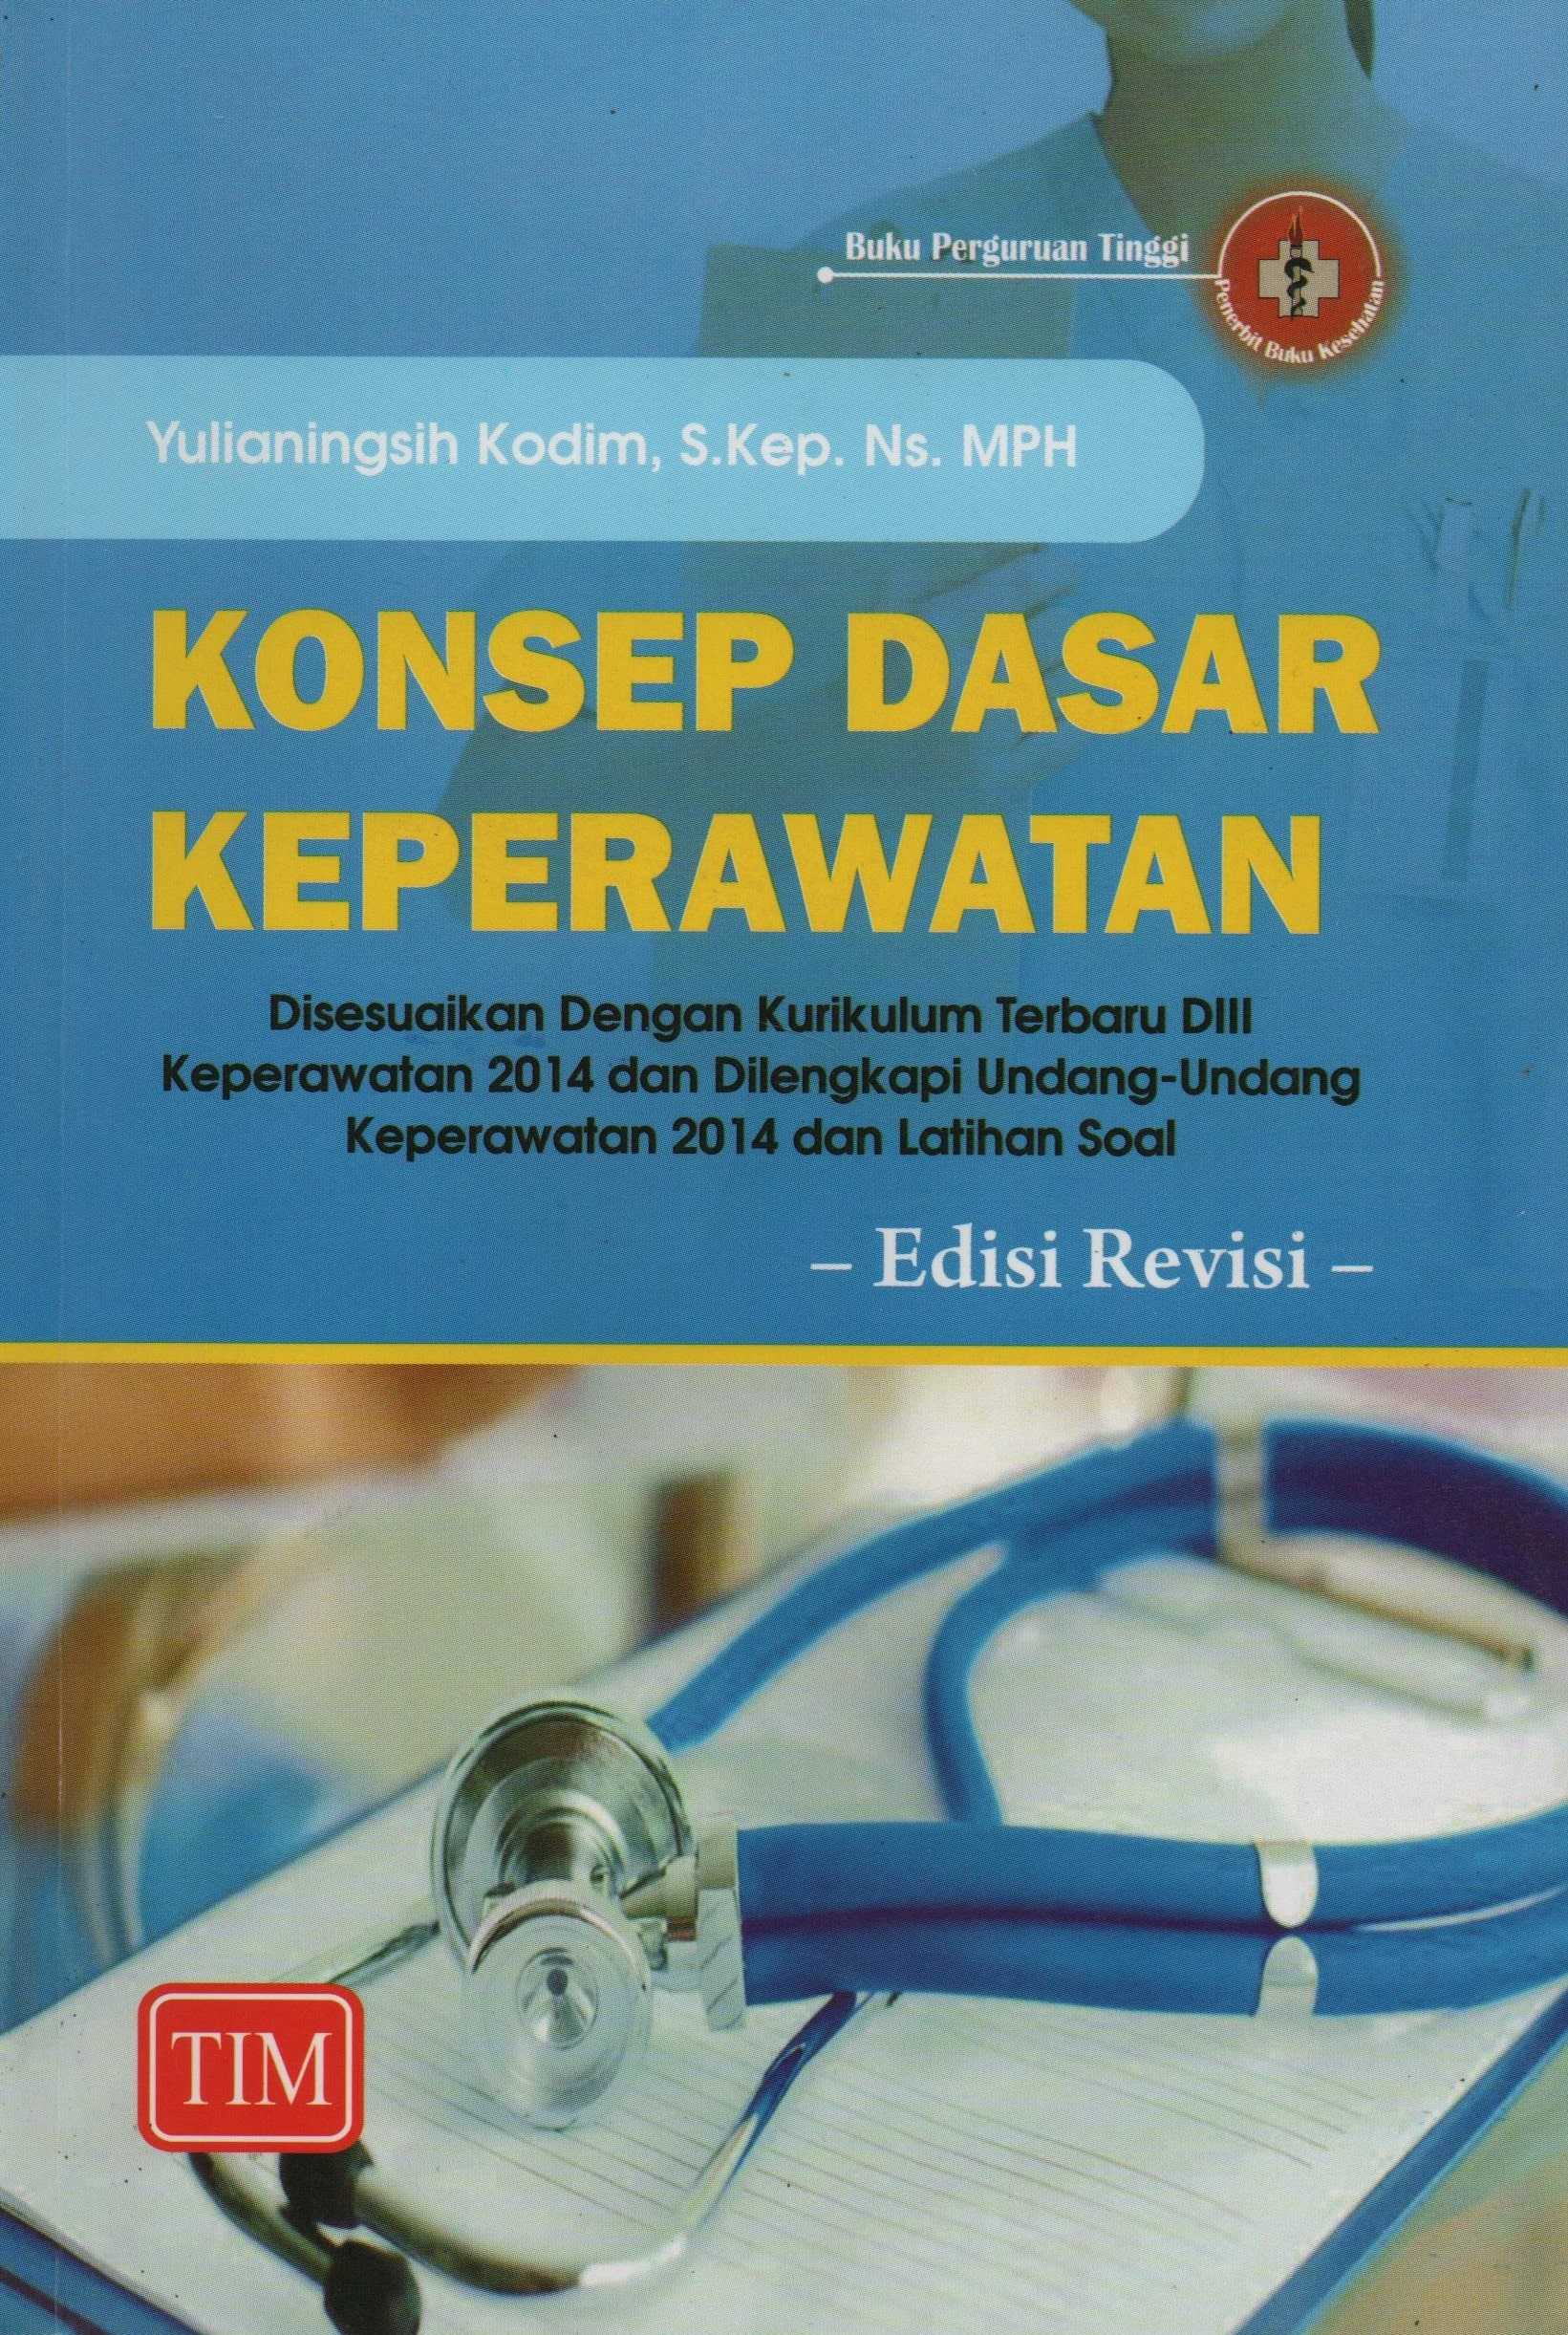 Buku Perguruan Tinggi
Penerbit Buku Kesehatan
Yulianingsih Kodim, S.Kep. Ns. MPH
KONSEP DASAR
KEPERAWATAN
Disesuaikan Dengan Kurikulum Terbaru DIII
Keperawatan 2014 dan Dilengkapi Undang-Undang
Keperawatan 2014 dan Latihan Soal
– Edisi Revisi –
TIM